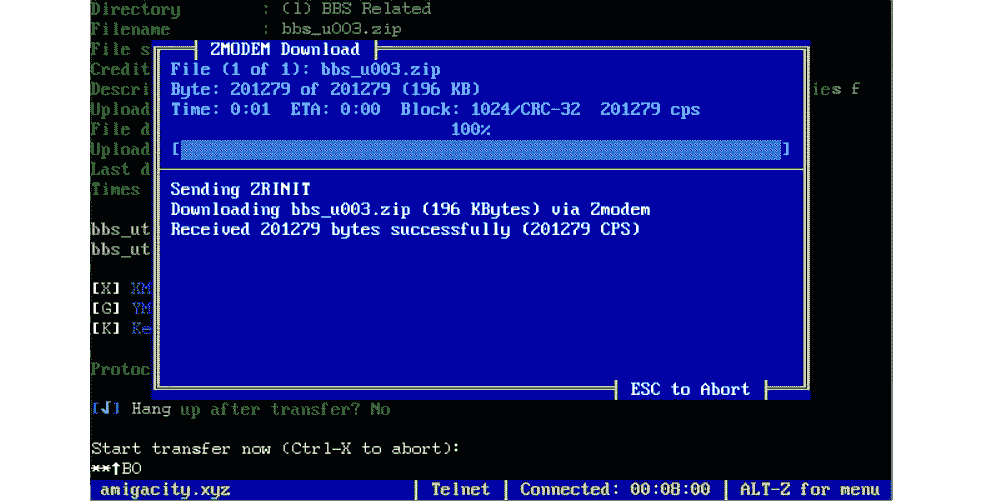 Directory : (1) BBS Related
Filename : bbs_u003.zip
File s
ZMODEM Download
Credit
File (1 of 1): bbs_u003.zip
Descri
Byte: 201279 of 201279 (196 KB)
ies f
Upload
Time: 0:01 ETA: 0:00 Block: 1024/CRC-32 201279 cps
File d
100%
Upload
[ ]
Last d
Times
Sending ZRINIT
Downloading bbs_u003.zip (196 KBytes) via Zmodem
bbs_ut
Received 201279 bytes successfully (201279 CPS)
bbs_ut
[X] XM
[G] YM
[K] Ke
Protoc
ESC to Abort
[√] Hang up after transfer? No
Start transfer now (Ctrl-X to abort):
**↑B0
amigacity.xyz | Telnet | Connected: 00:08:00 | ALT-Z for menu